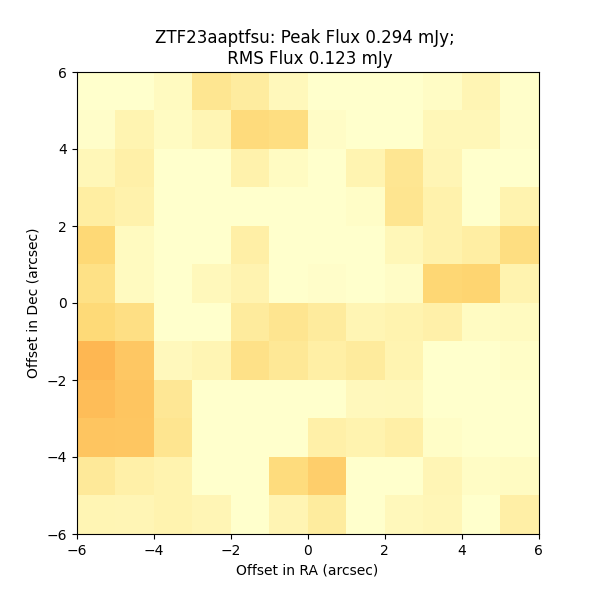 ZTF23aaptfsu: Peak Flux 0.294 mJy;
RMS Flux 0.123 mJy
6
4
2
0
−2
−4
−6
Offset in Dec (arcsec)
−6 −4 −2 0 2 4 6
Offset in RA (arcsec)